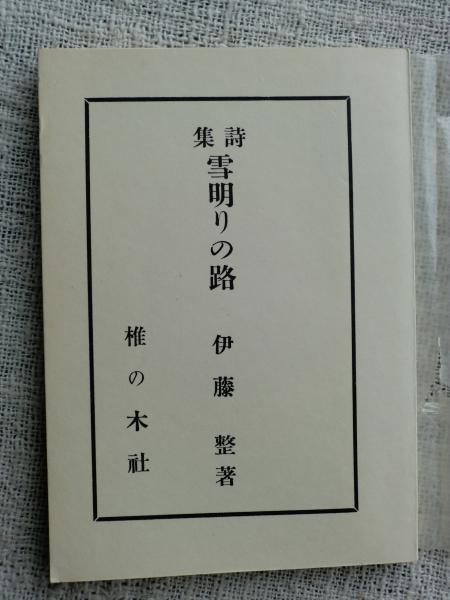 詩集
雪明りの路
伊藤整著
椎の木社